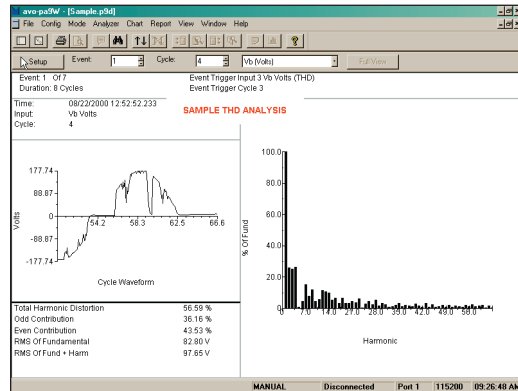 avo-pa9W - [Sample.p9d]
File Config Mode Analyzer Chart Report View Window Help
Setup Event: 1 Cycle: 4 Vb (Volts) Full View
Event: 1 Of 7 Event Trigger Input 3 Vb Volts (THD)
Duration: 8 Cycles Event Trigger Cycle 3
Time: 08/22/2000 12:52:52.233
Input: Vb Volts
Cycle: 4
SAMPLE THD ANALYSIS
177.74
88.87
0
-88.87
-177.74
Volts
54.2 58.3 62.5 66.6
Cycle Waveform
100.0
80.0
60.0
40.0
20.0
0.0
% Of Fund
0 7.0 14.0 21.0 29.0 36.0 43.0 50.0 58.0
Harmonic
Total Harmonic Distortion 56.59 %
Odd Contribution 36.16 %
Even Contribution 43.53 %
RMS Of Fundamental 82.80 V
RMS Of Fund + Harm 97.65 V
MANUAL Disconnected Port 1 115200 09:26:48 AM